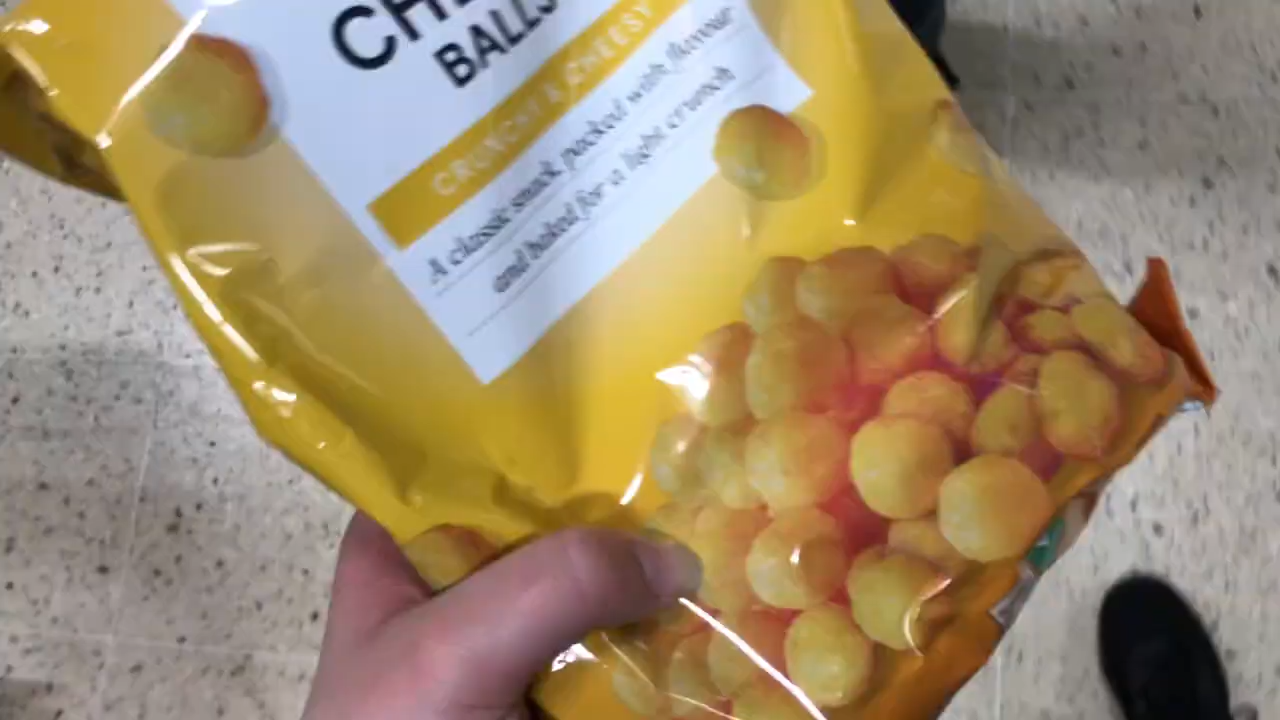 BALLS
CRUNCHY & CHEESY
A classic snack, packed with flavour
and baked for a light crunch